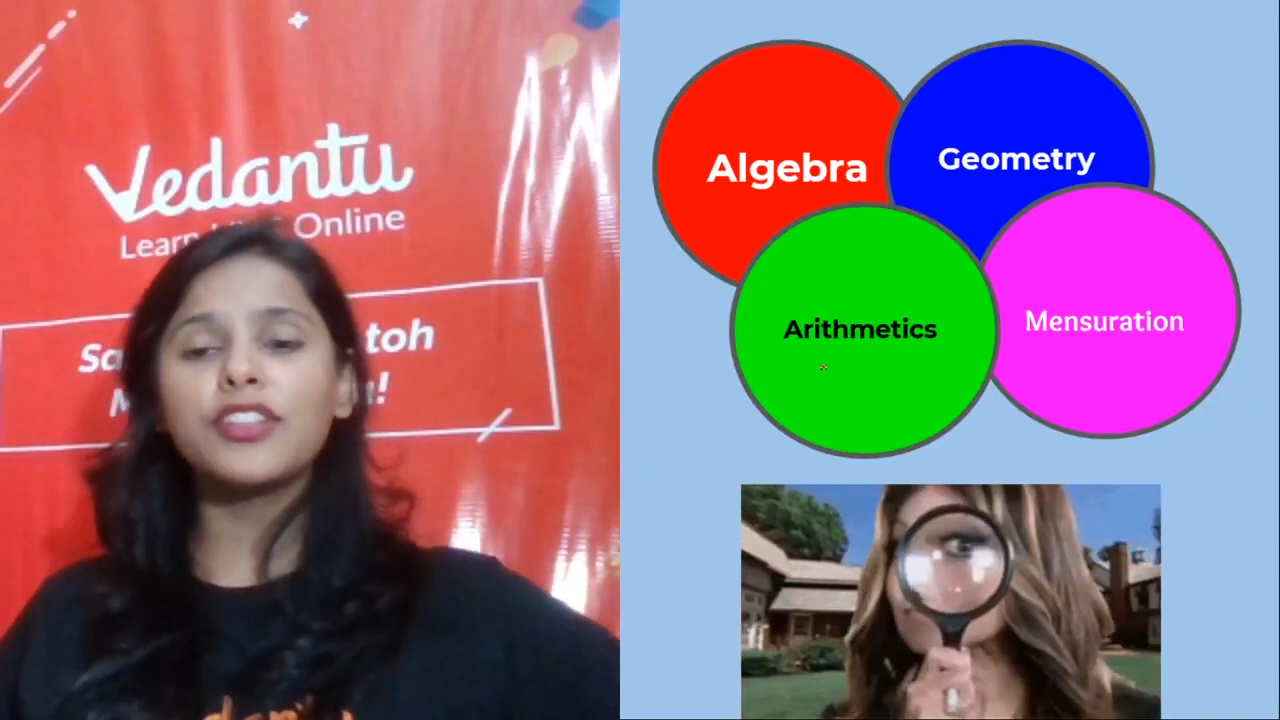 Vedantu
Learn Online
toh
Algebra
Geometry
Arithmetics
Mensuration